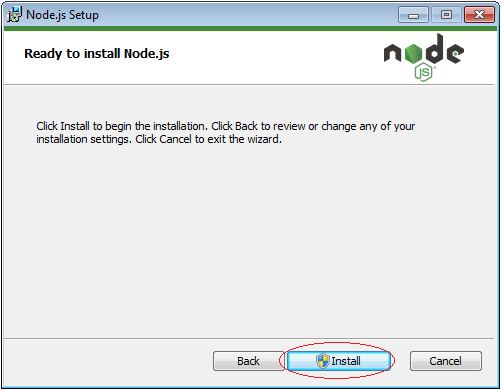 Node.js Setup
Ready to install Node.js
node
JS
Click Install to begin the installation. Click Back to review or change any of your
installation settings. Click Cancel to exit the wizard.
Back
Install
Cancel